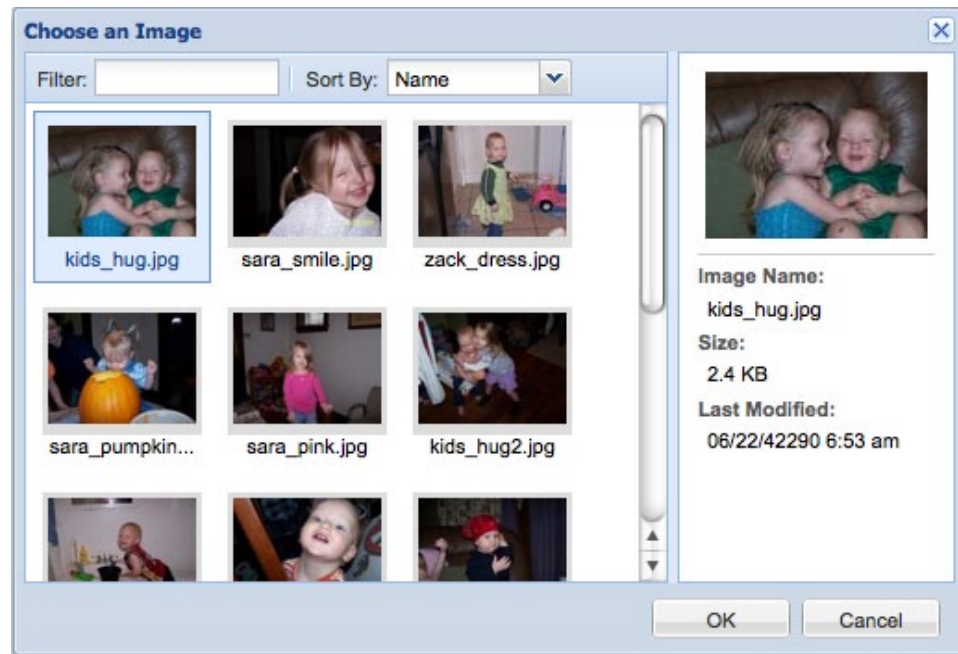 Choose an Image
Filter: Sort By: Name
kids_hug.jpg sara_smile.jpg zack_dress.jpg
sara_pumpkin... sara_pink.jpg kids_hug2.jpg
Image Name:
kids_hug.jpg
Size:
2.4 KB
Last Modified:
06/22/42290 6:53 am
OK Cancel